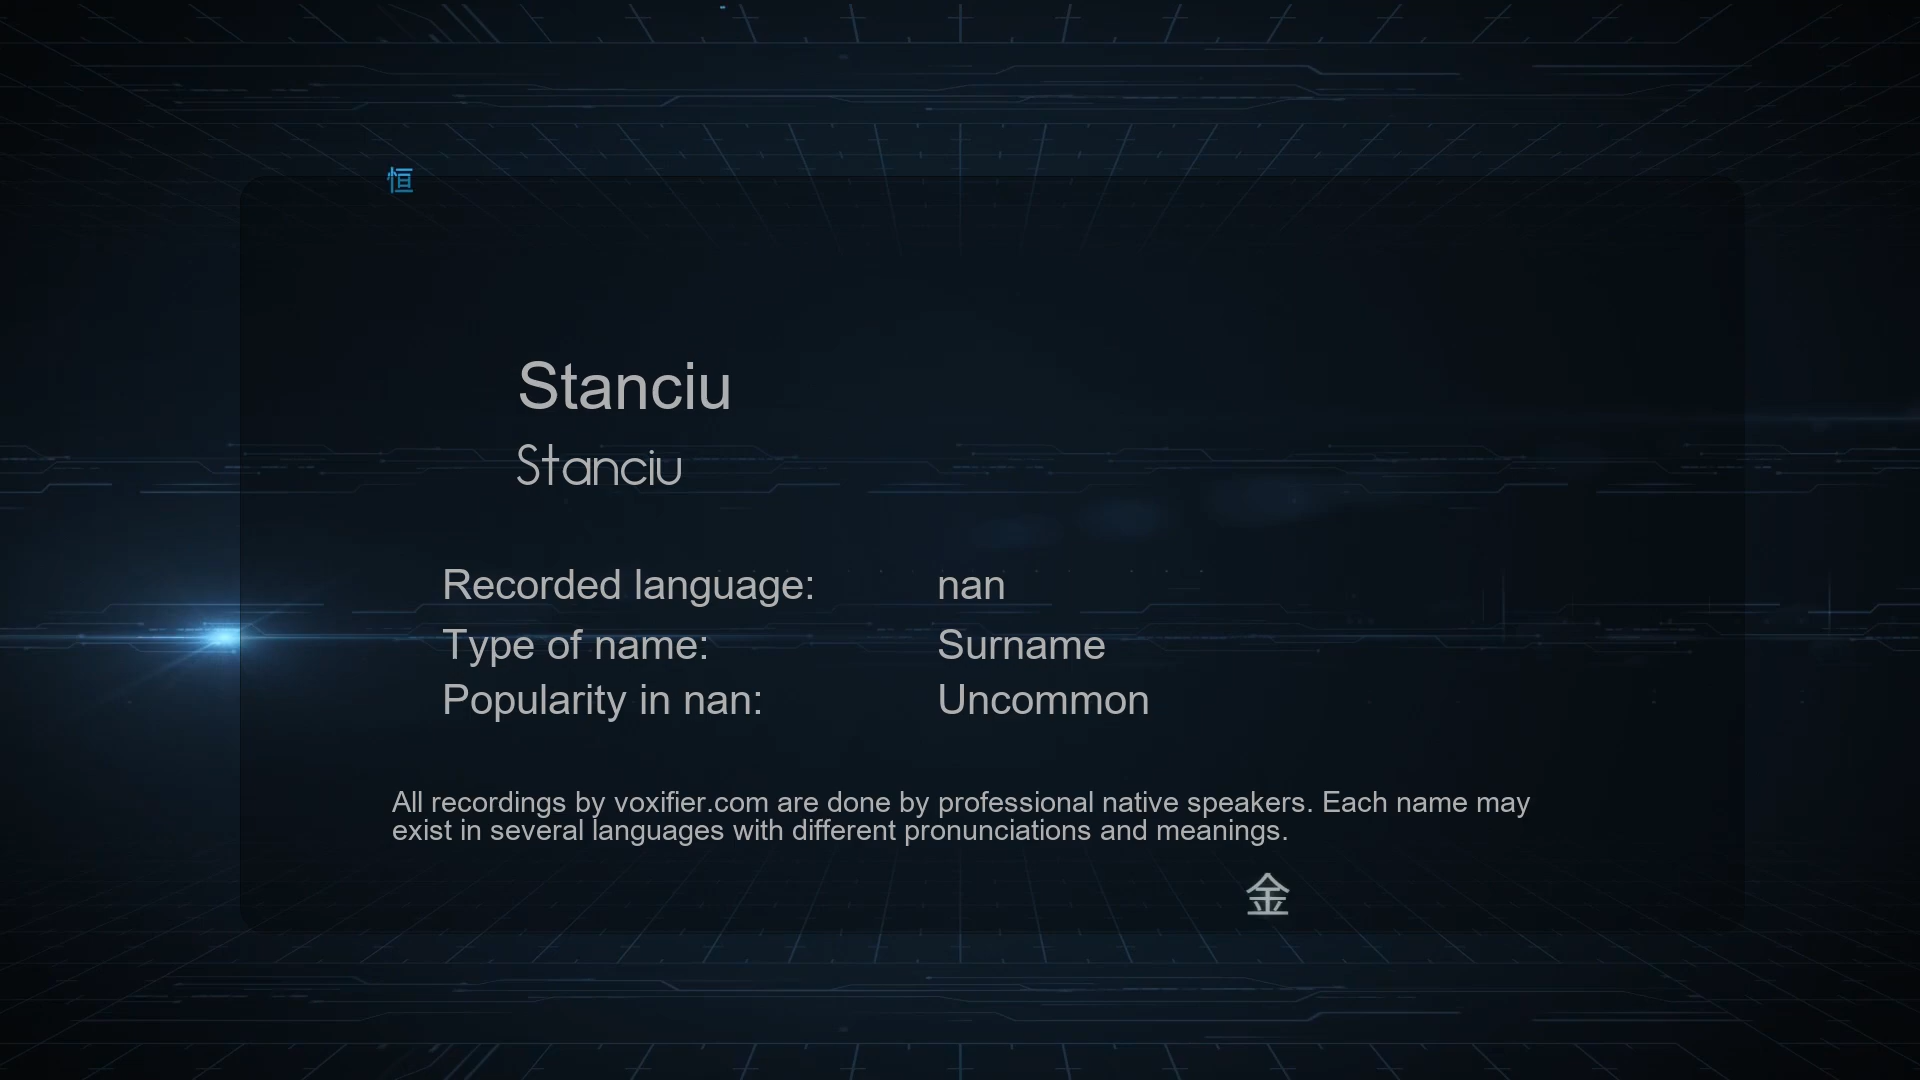 恒
Stanciu
Stanciu
Recorded language: nan
Type of name: Surname
Popularity in nan: Uncommon
All recordings by voxifier.com are done by professional native speakers. Each name may
exist in several languages with different pronunciations and meanings.
金